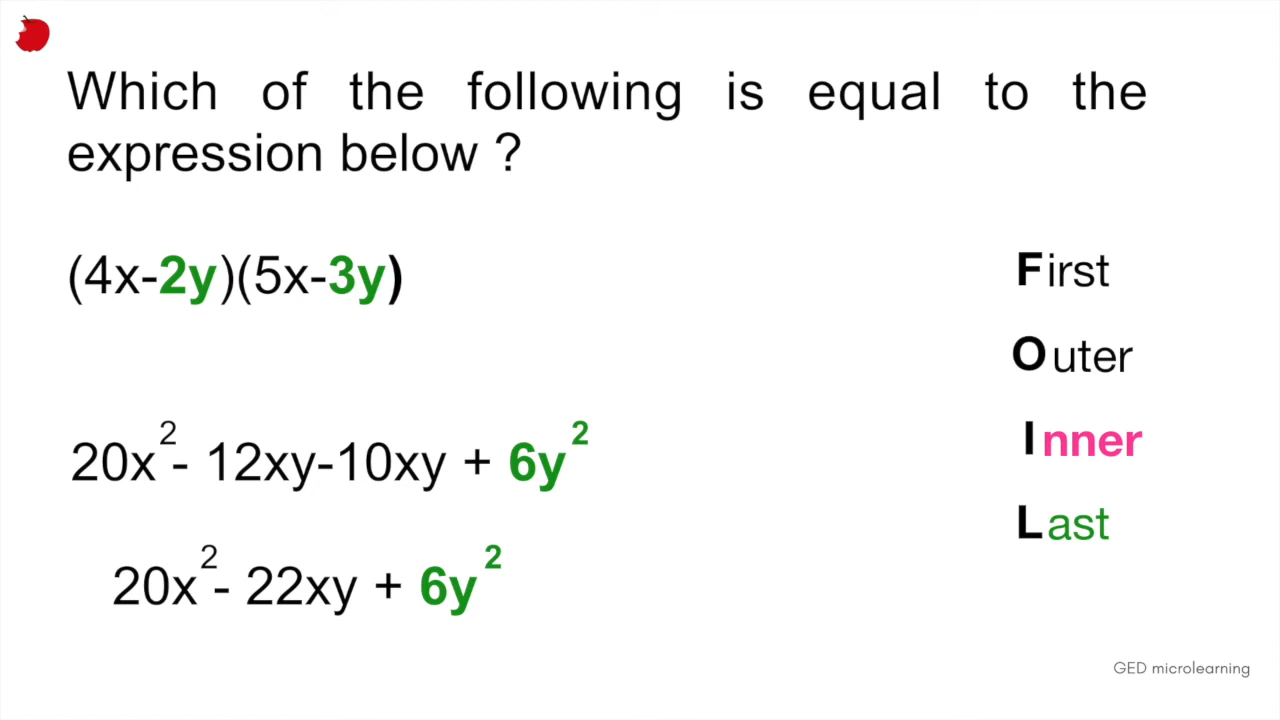 Which of the following is equal to the
expression below ?
(4x-2y)(5x-3y)
First
Outer
20x²- 12xy-10xy + 6y²
Inner
Last
20x²- 22xy + 6y²
GED microlearning